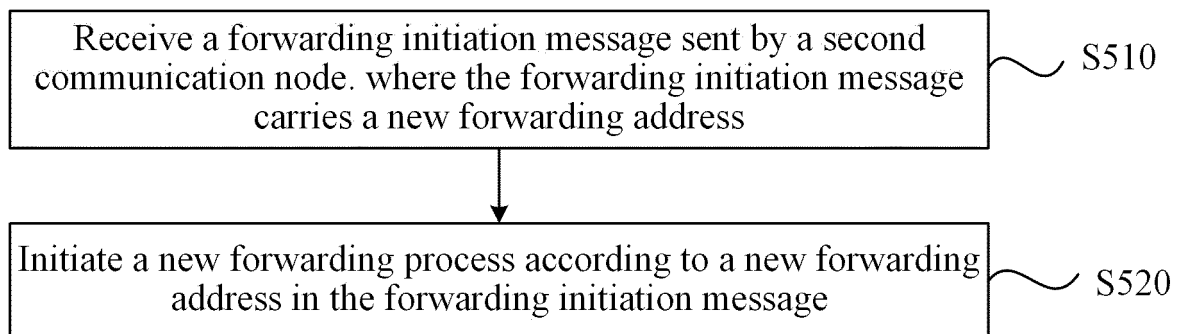 Receive a forwarding initiation message sent by a second
communication node. where the forwarding initiation message
carries a new forwarding address
S510
Initiate a new forwarding process according to a new forwarding
address in the forwarding initiation message
S520